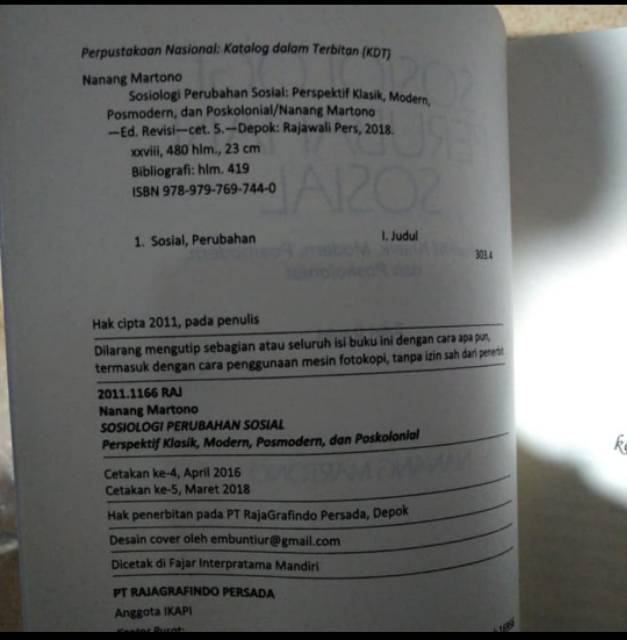 Perpustakaan Nasional: Katalog dalam Terbitan (KDT)
Nanang Martono
Sosiologi Perubahan Sosial: Perspektif Klasik, Modern,
Posmodern, dan Poskolonial/Nanang Martono
—Ed. Revisi—cet. 5.—Depok: Rajawali Pers, 2018.
xxviii, 480 hlm., 23 cm
Bibliografi: hlm. 419
ISBN 978-979-769-744-0
1. Sosial, Perubahan I. Judul
303.4
Hak cipta 2011, pada penulis
Dilarang mengutip sebagian atau seluruh isi buku ini dengan cara apa pun,
termasuk dengan cara penggunaan mesin fotokopi, tanpa izin sah dari penerbit
2011.1166 RAJ
Nanang Martono
SOSIOLOGI PERUBAHAN SOSIAL
Perspektif Klasik, Modern, Posmodern, dan Poskolonial
Cetakan ke-4, April 2016
Cetakan ke-5, Maret 2018
Hak penerbitan pada PT RajaGrafindo Persada, Depok
Desain cover oleh embuntiur@gmail.com
Dicetak di Fajar Interpratama Mandiri
PT RAJAGRAFINDO PERSADA
Anggota IKAPI